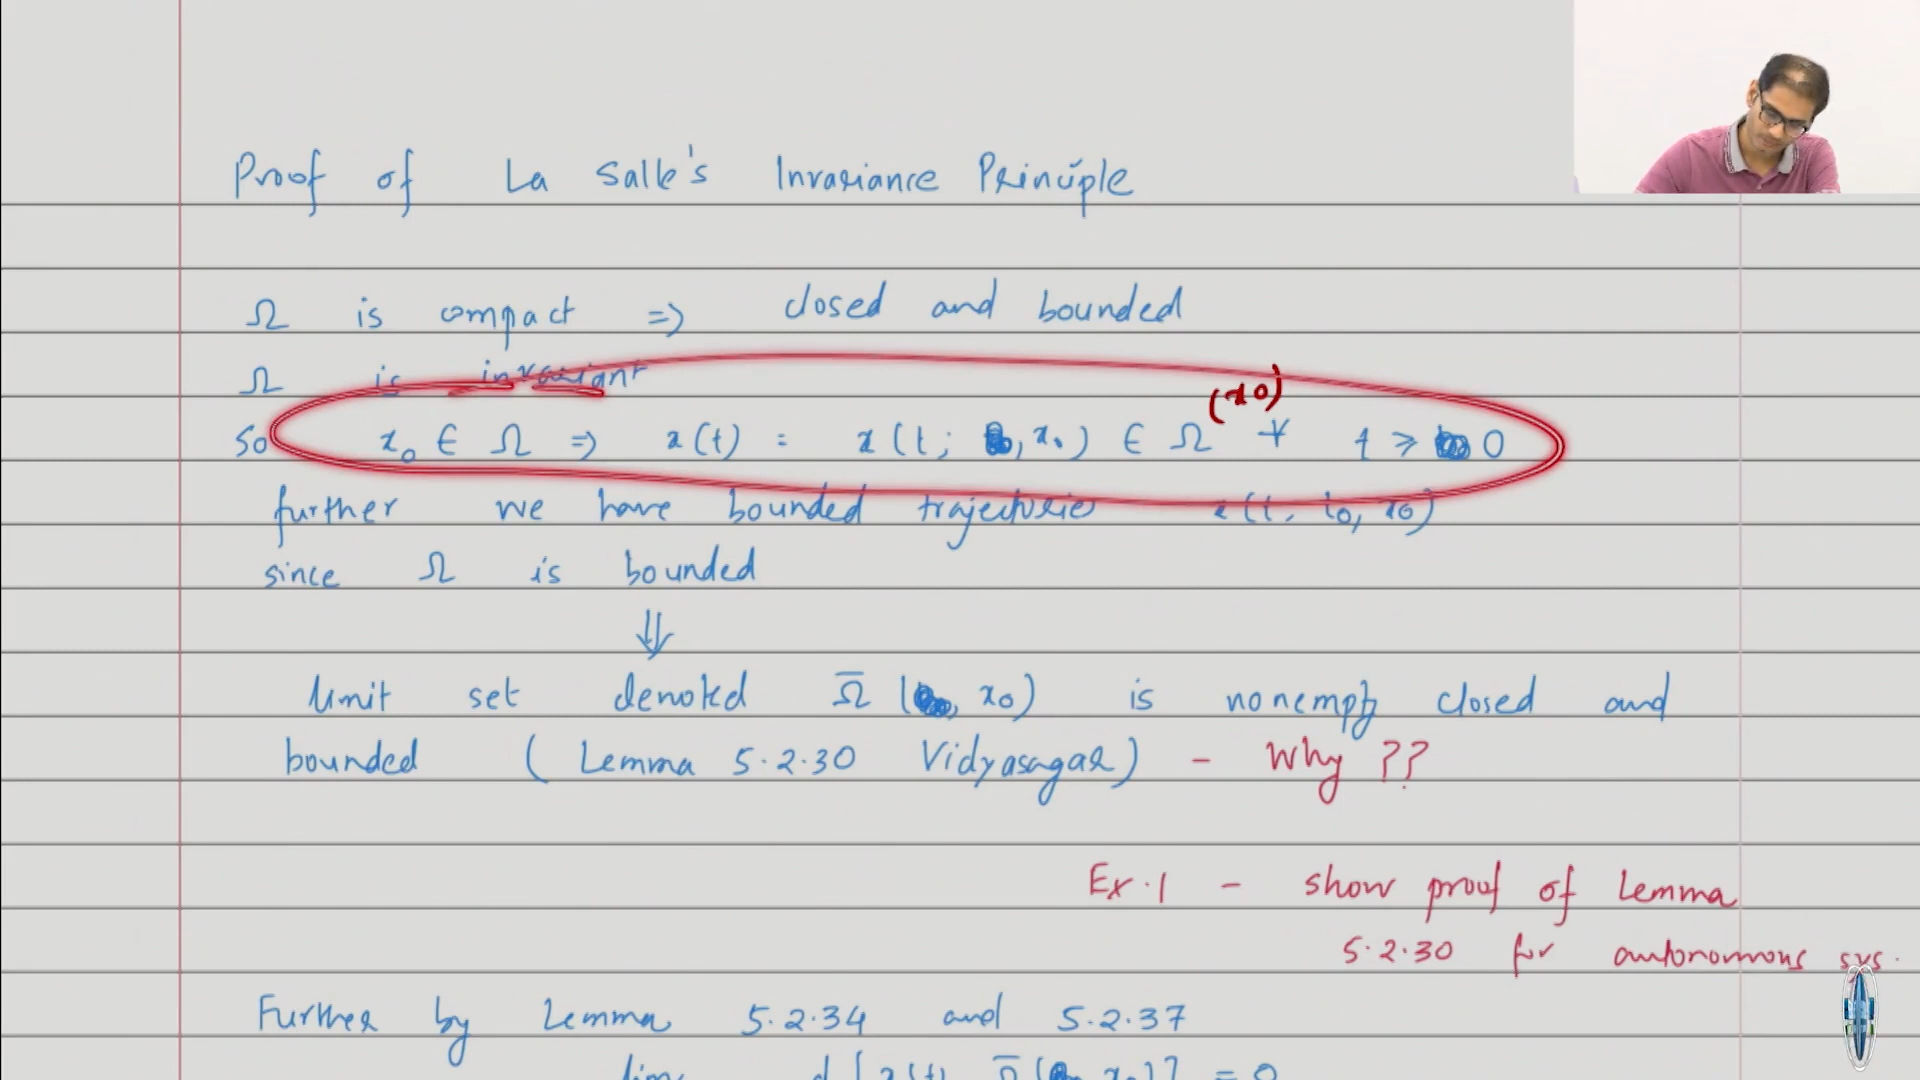 Proof of La Salle's Invariance Principle
Ω is compact ⇒ closed and bounded
Ω is invariant
(x0)
So x₀ ∈ Ω ⇒ x(t) = x(t; , x₀) ∈ Ω ∀ t ≥ 0
further we have bounded trajectories x(t, t0, x0)
since Ω is bounded
⇓
limit set denoted Ω̅ ( , x0) is nonempty closed and
bounded ( Lemma 5.2.30 Vidyasagar) - Why ??
Ex.1 - show proof of Lemma
5.2.30 for autonomous sys.
Further by Lemma 5.2.34 and 5.2.37
lim d[x(t), Ω̅( , x0)] = 0